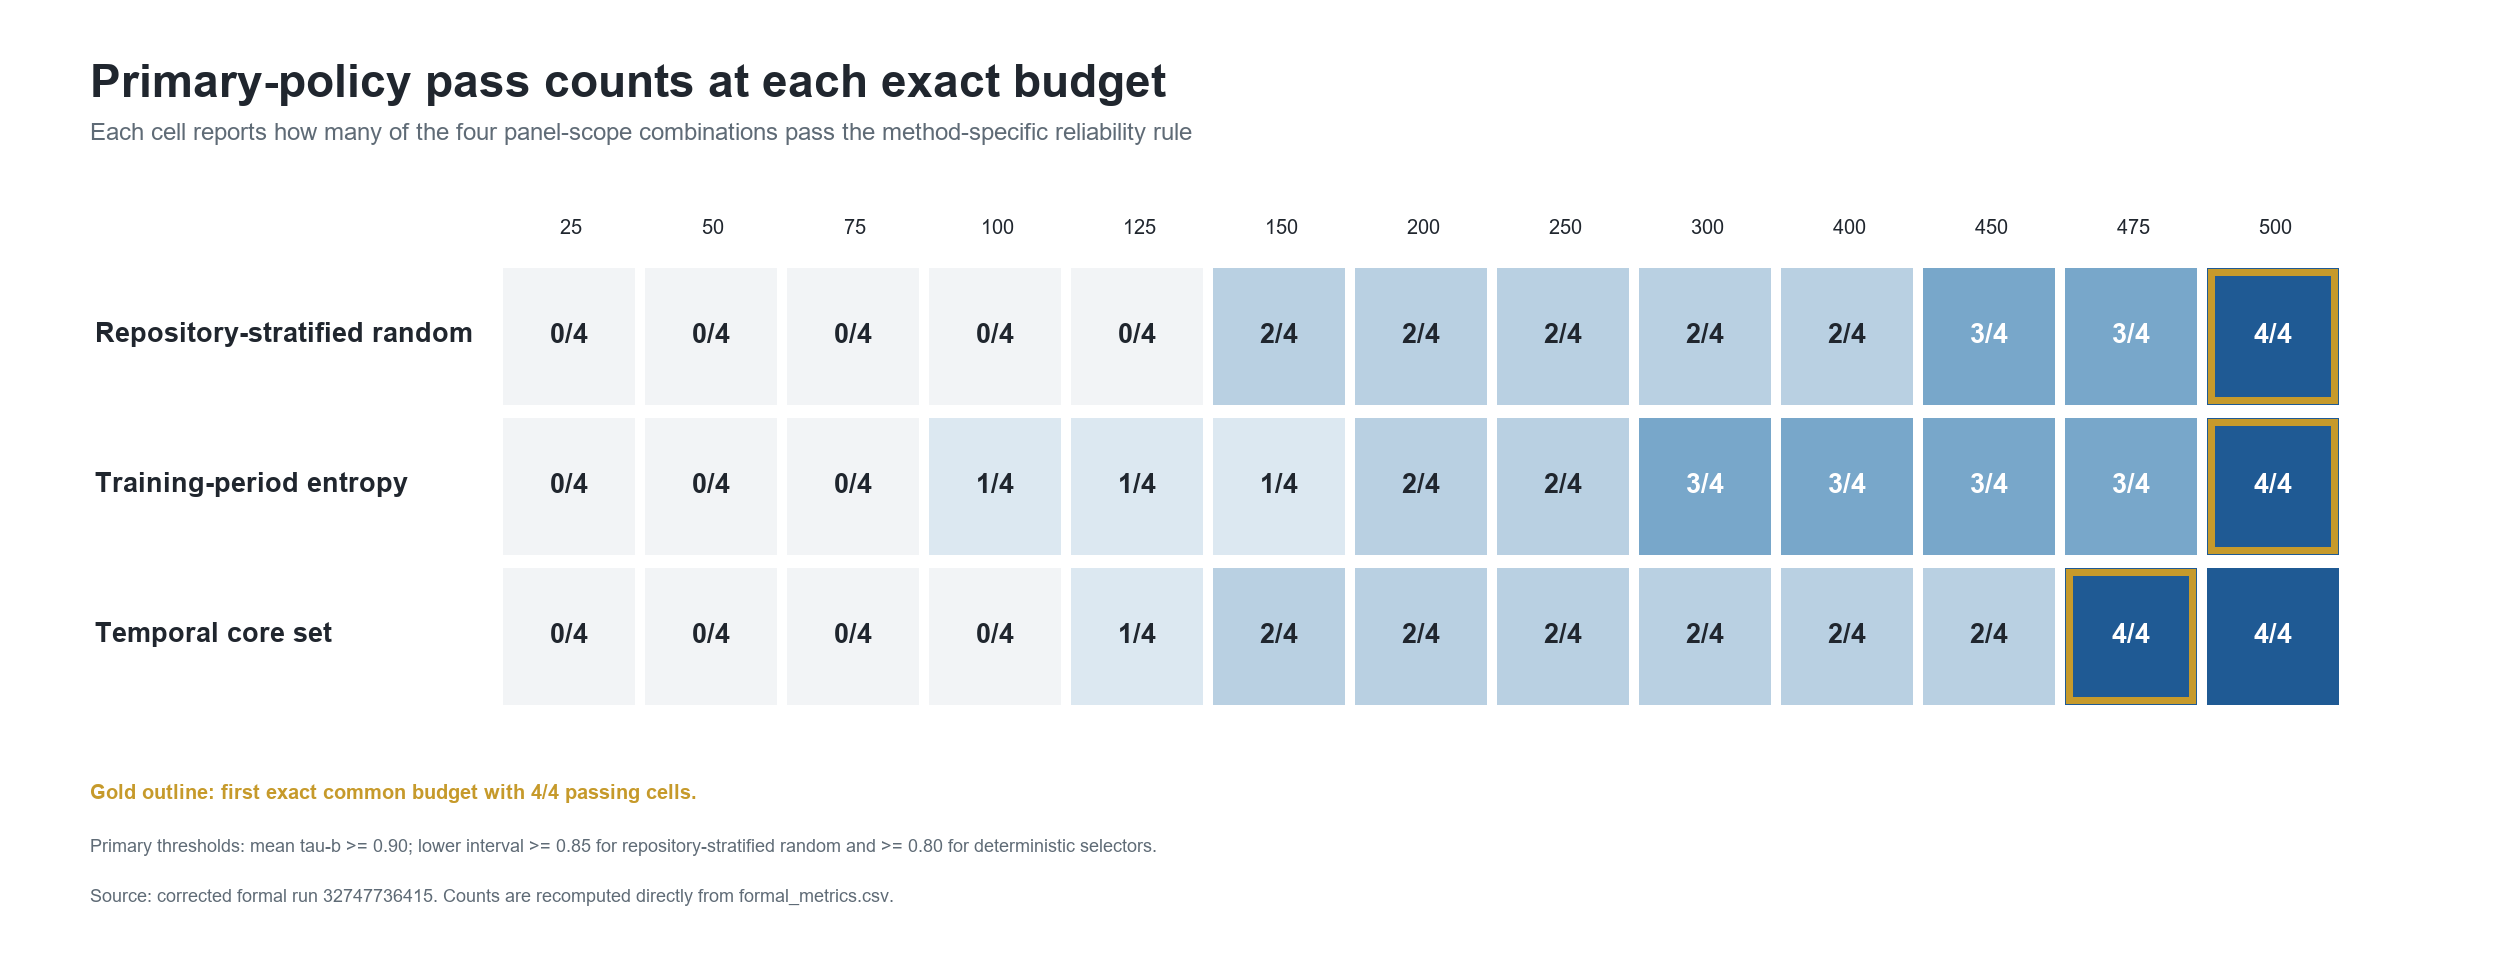 Primary-policy pass counts at each exact budget
Each cell reports how many of the four panel-scope combinations pass the method-specific reliability rule
25 50 75 100 125 150 200 250 300 400 450 475 500
Repository-stratified random 0/4 0/4 0/4 0/4 0/4 2/4 2/4 2/4 2/4 2/4 3/4 3/4 4/4
Training-period entropy 0/4 0/4 0/4 1/4 1/4 1/4 2/4 2/4 3/4 3/4 3/4 3/4 4/4
Temporal core set 0/4 0/4 0/4 0/4 1/4 2/4 2/4 2/4 2/4 2/4 2/4 4/4 4/4
Gold outline: first exact common budget with 4/4 passing cells.
Primary thresholds: mean tau-b >= 0.90; lower interval >= 0.85 for repository-stratified random and >= 0.80 for deterministic selectors.
Source: corrected formal run 32747736415. Counts are recomputed directly from formal_metrics.csv.